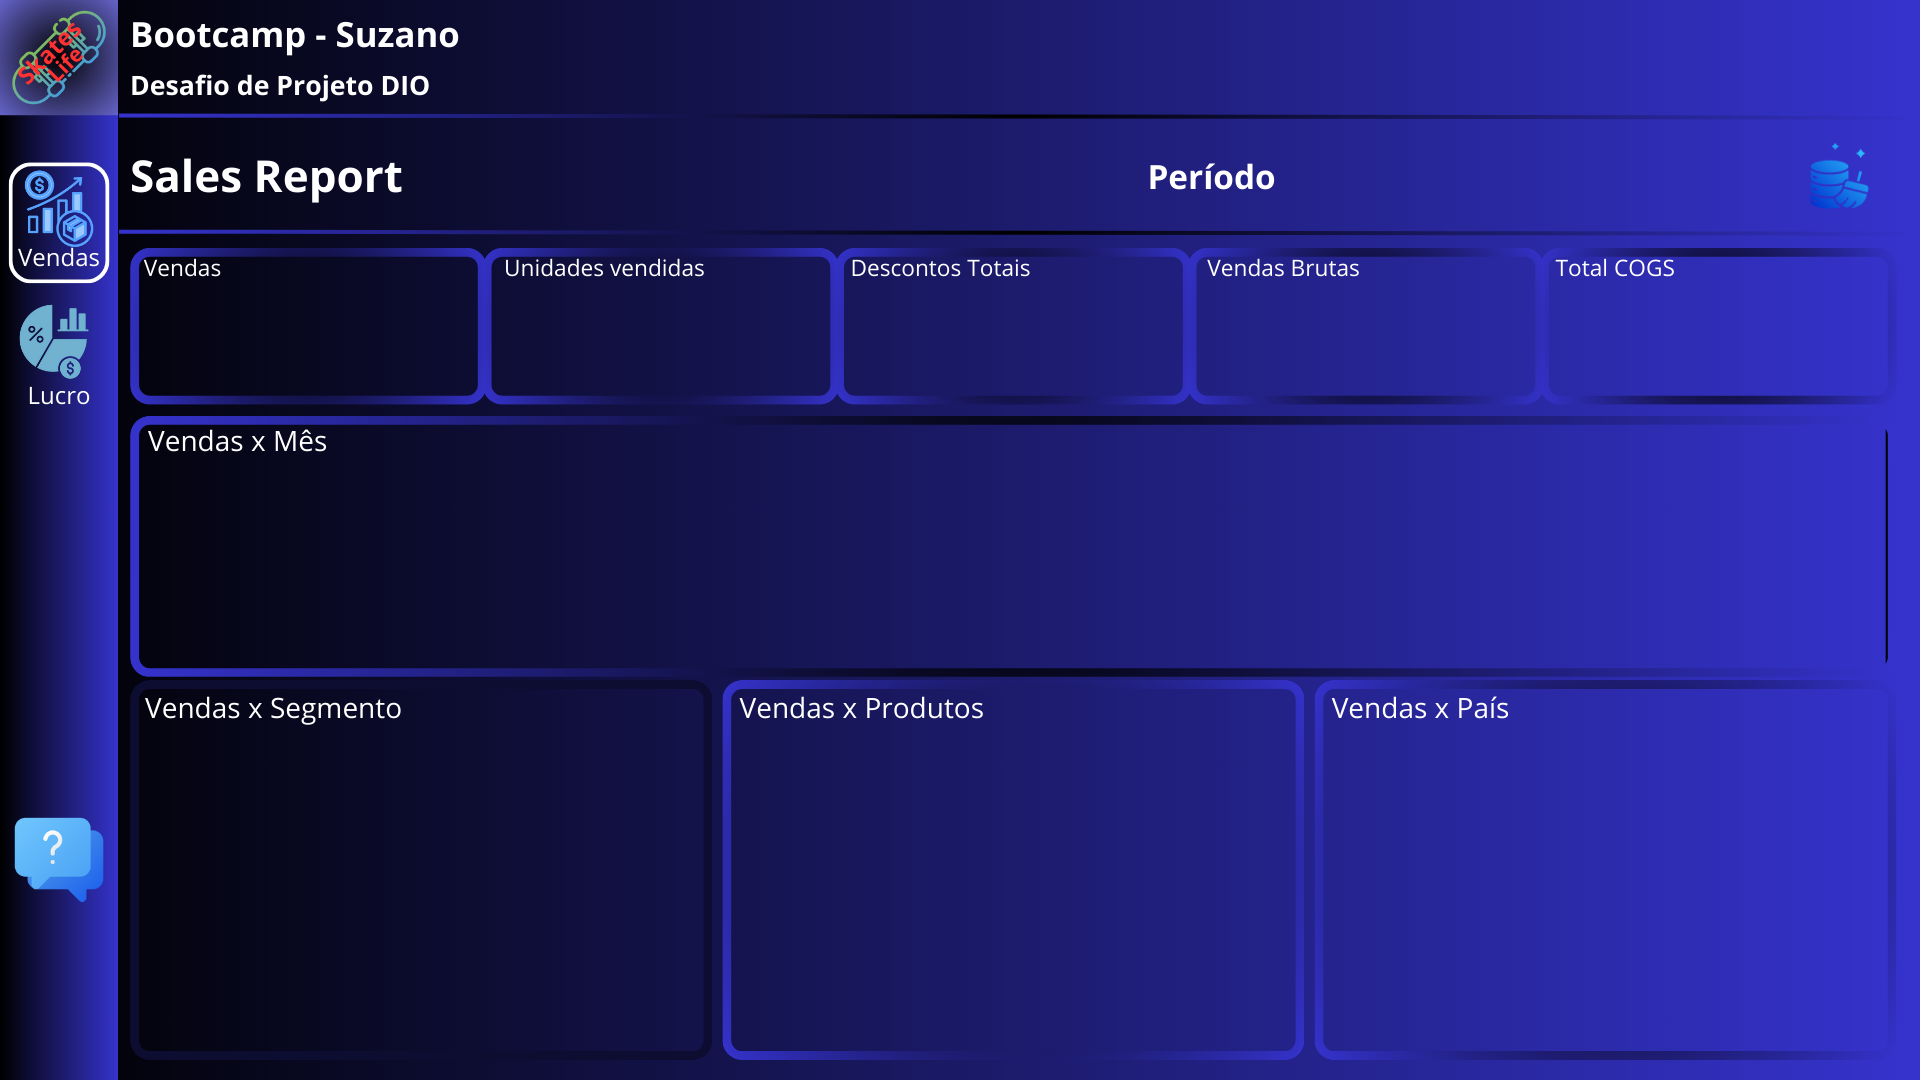 Skates
Life
Bootcamp - Suzano
Desafio de Projeto DIO
Sales Report
Período
Vendas
Lucro
Vendas
Unidades vendidas
Descontos Totais
Vendas Brutas
Total COGS
Vendas x Mês
Vendas x Segmento
Vendas x Produtos
Vendas x País